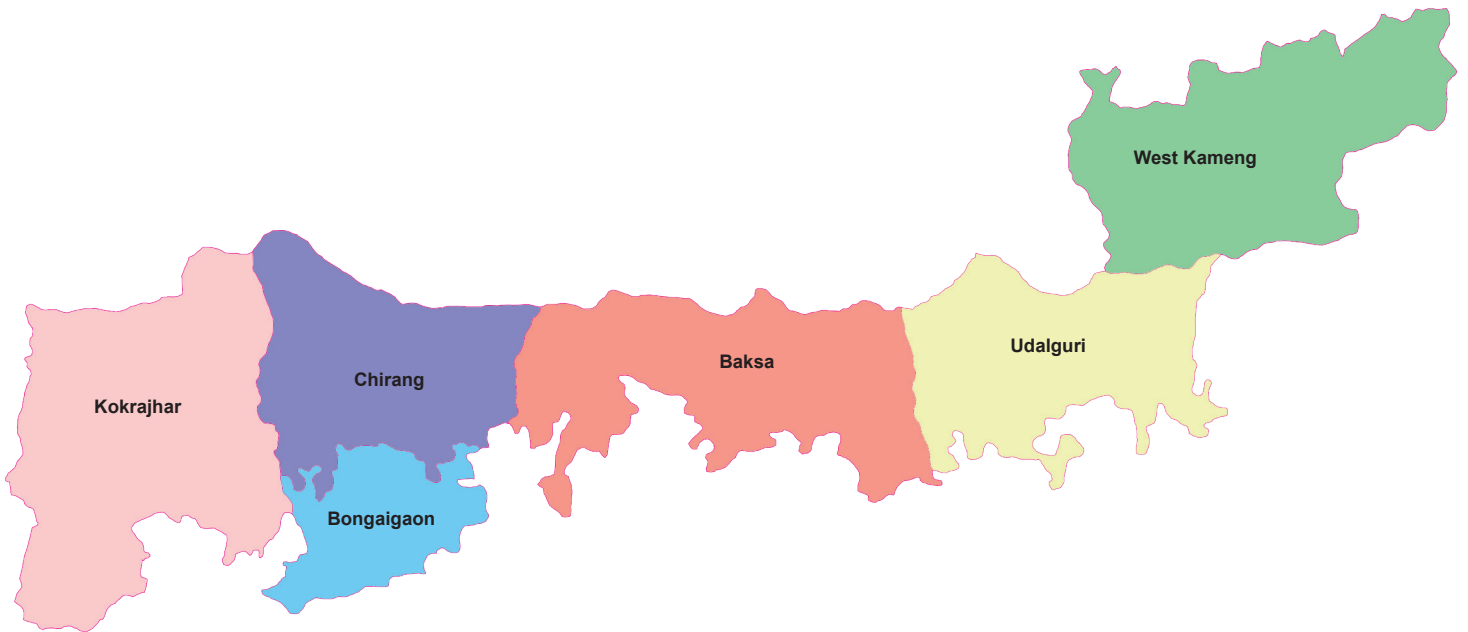 West Kameng
Udalguri
Baksa
Chirang
Kokrajhar
Bongaigaon